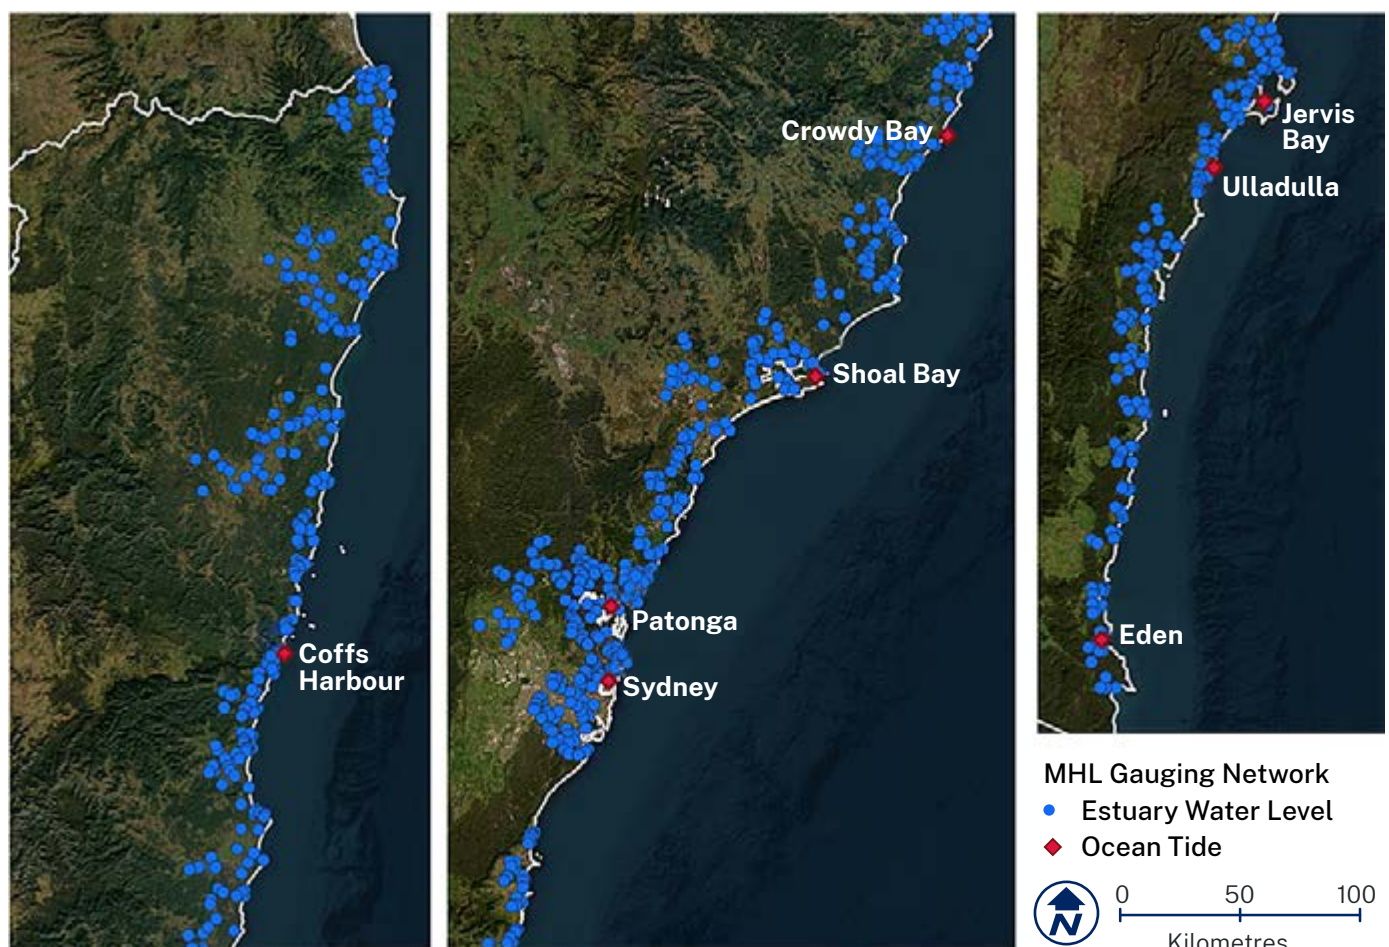 Coffs
Harbour
Crowdy Bay
Shoal Bay
Patonga
Sydney
Jervis
Bay
Ulladulla
Eden
MHL Gauging Network
Estuary Water Level
Ocean Tide
N
0 50 100
Kilometres